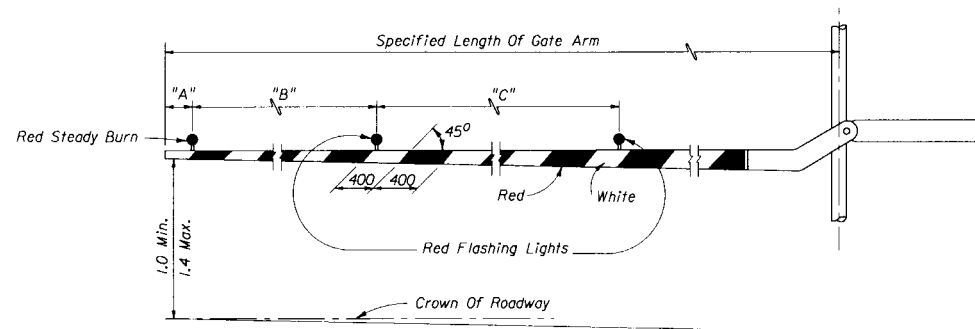 Specified Length Of Gate Arm
"A"
"B"
"C"
Red Steady Burn
45°
400
400
Red
White
1.0 Min.
1.4 Max.
Red Flashing Lights
Crown Of Roadway